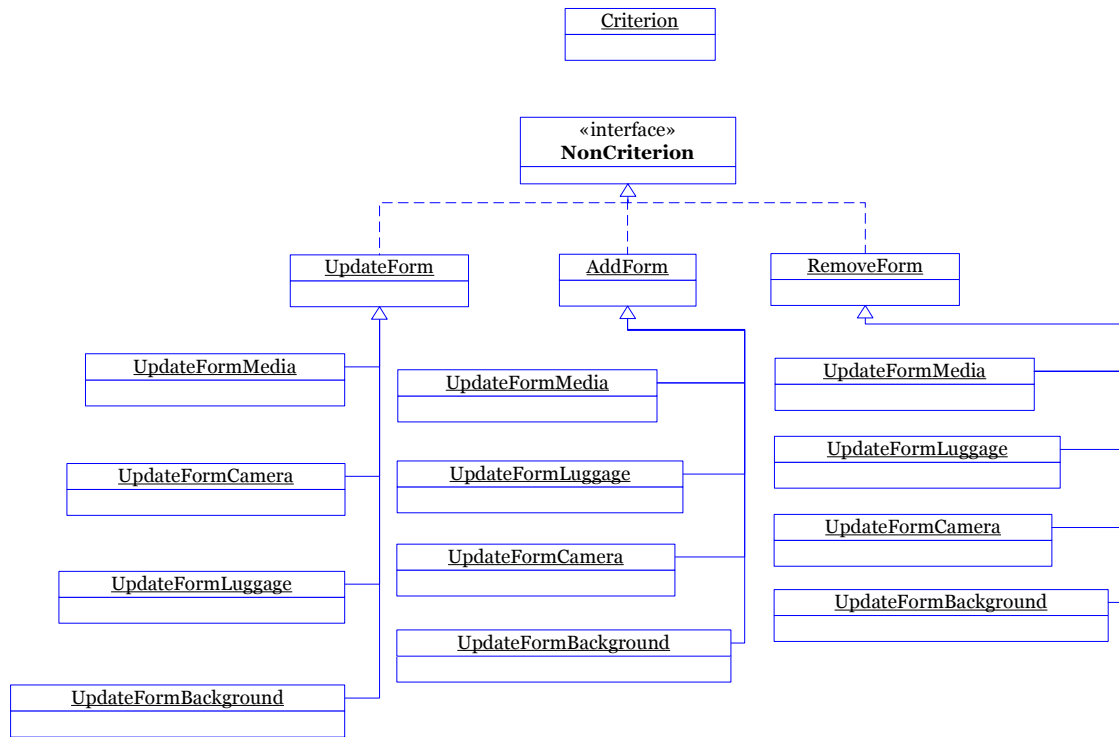 Criterion
«interface»
NonCriterion
UpdateForm
AddForm
RemoveForm
UpdateFormMedia
UpdateFormCamera
UpdateFormLuggage
UpdateFormBackground
UpdateFormMedia
UpdateFormLuggage
UpdateFormCamera
UpdateFormBackground
UpdateFormMedia
UpdateFormLuggage
UpdateFormCamera
UpdateFormBackground